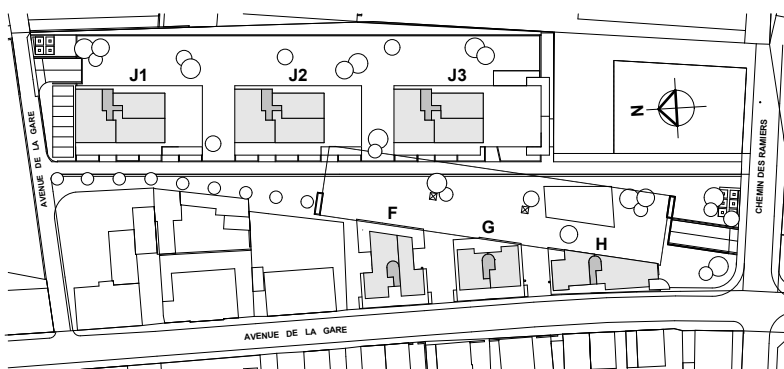 J1
J2
J3
N
AVENUE DE LA GARE
CHEMIN DES RAMIERS
F
G
H
AVENUE DE LA GARE